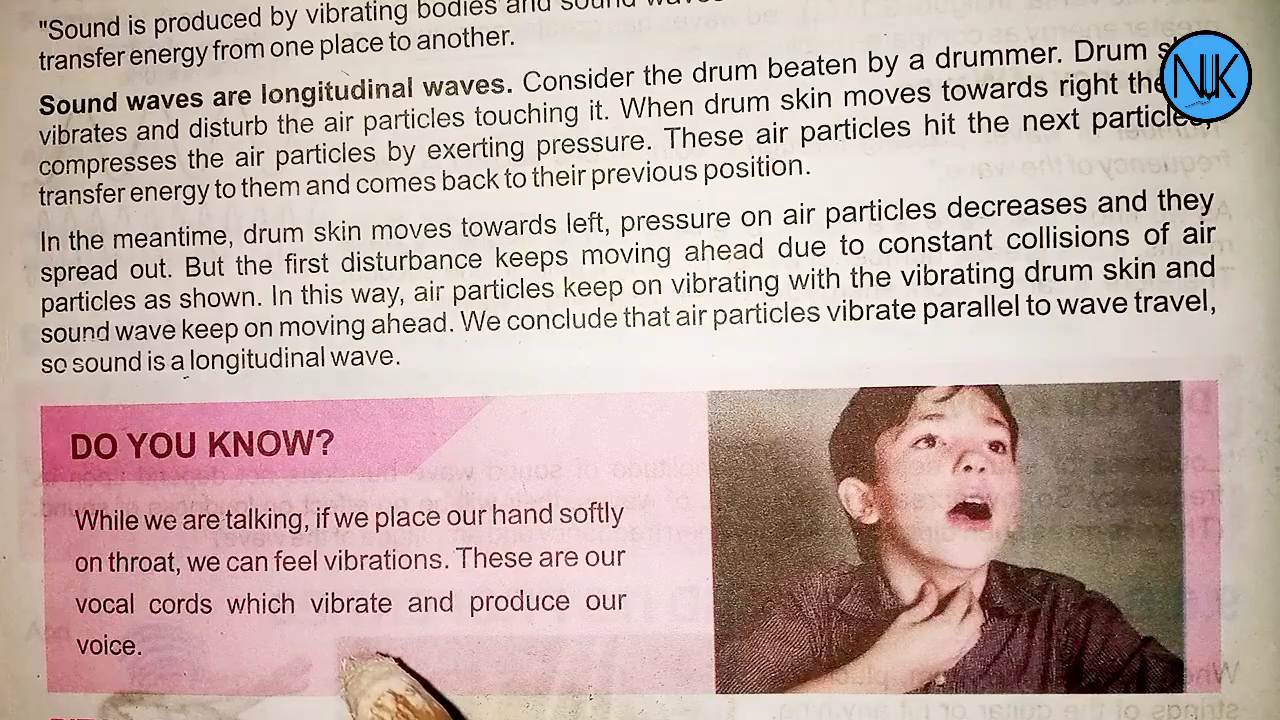 "Sound is produced by vibrating bodies and sound waves
transfer energy from one place to another.
Sound waves are longitudinal waves. Consider the drum beaten by a drummer. Drum
vibrates and disturb the air particles touching it. When drum skin moves towards right
compresses the air particles by exerting pressure. These air particles hit the next particles,
transfer energy to them and comes back to their previous position.
In the meantime, drum skin moves towards left, pressure on air particles decreases and they
spread out. But the first disturbance keeps moving ahead due to constant collisions of air
particles as shown. In this way, air particles keep on vibrating with the vibrating drum skin and
sound wave keep on moving ahead. We conclude that air particles vibrate parallel to wave travel,
so sound is a longitudinal wave.
DO YOU KNOW?
While we are talking, if we place our hand softly
on throat, we can feel vibrations. These are our
vocal cords which vibrate and produce our
voice.
NJK